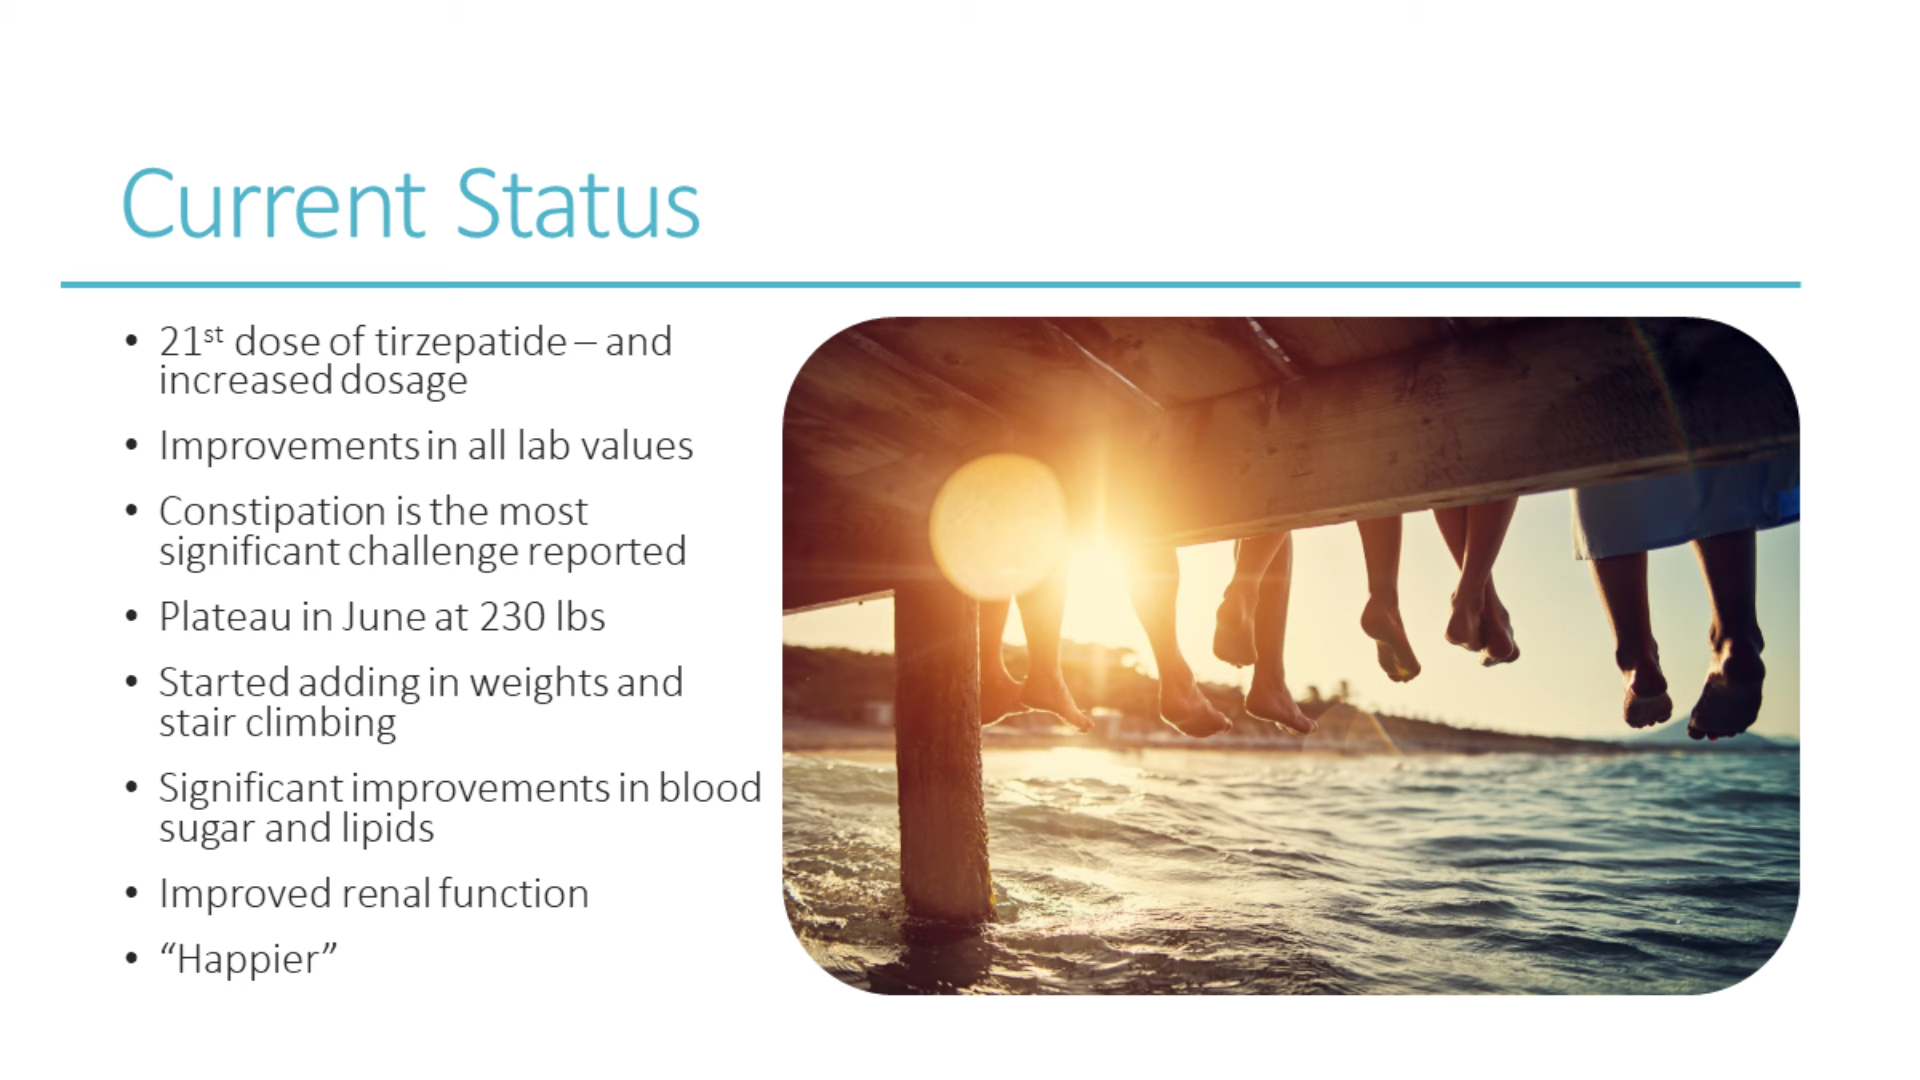 Current Status
• 21st dose of tirzepatide – and
increased dosage
• Improvements in all lab values
• Constipation is the most
significant challenge reported
• Plateau in June at 230 lbs
• Started adding in weights and
stair climbing
• Significant improvements in blood
sugar and lipids
• Improved renal function
• “Happier”